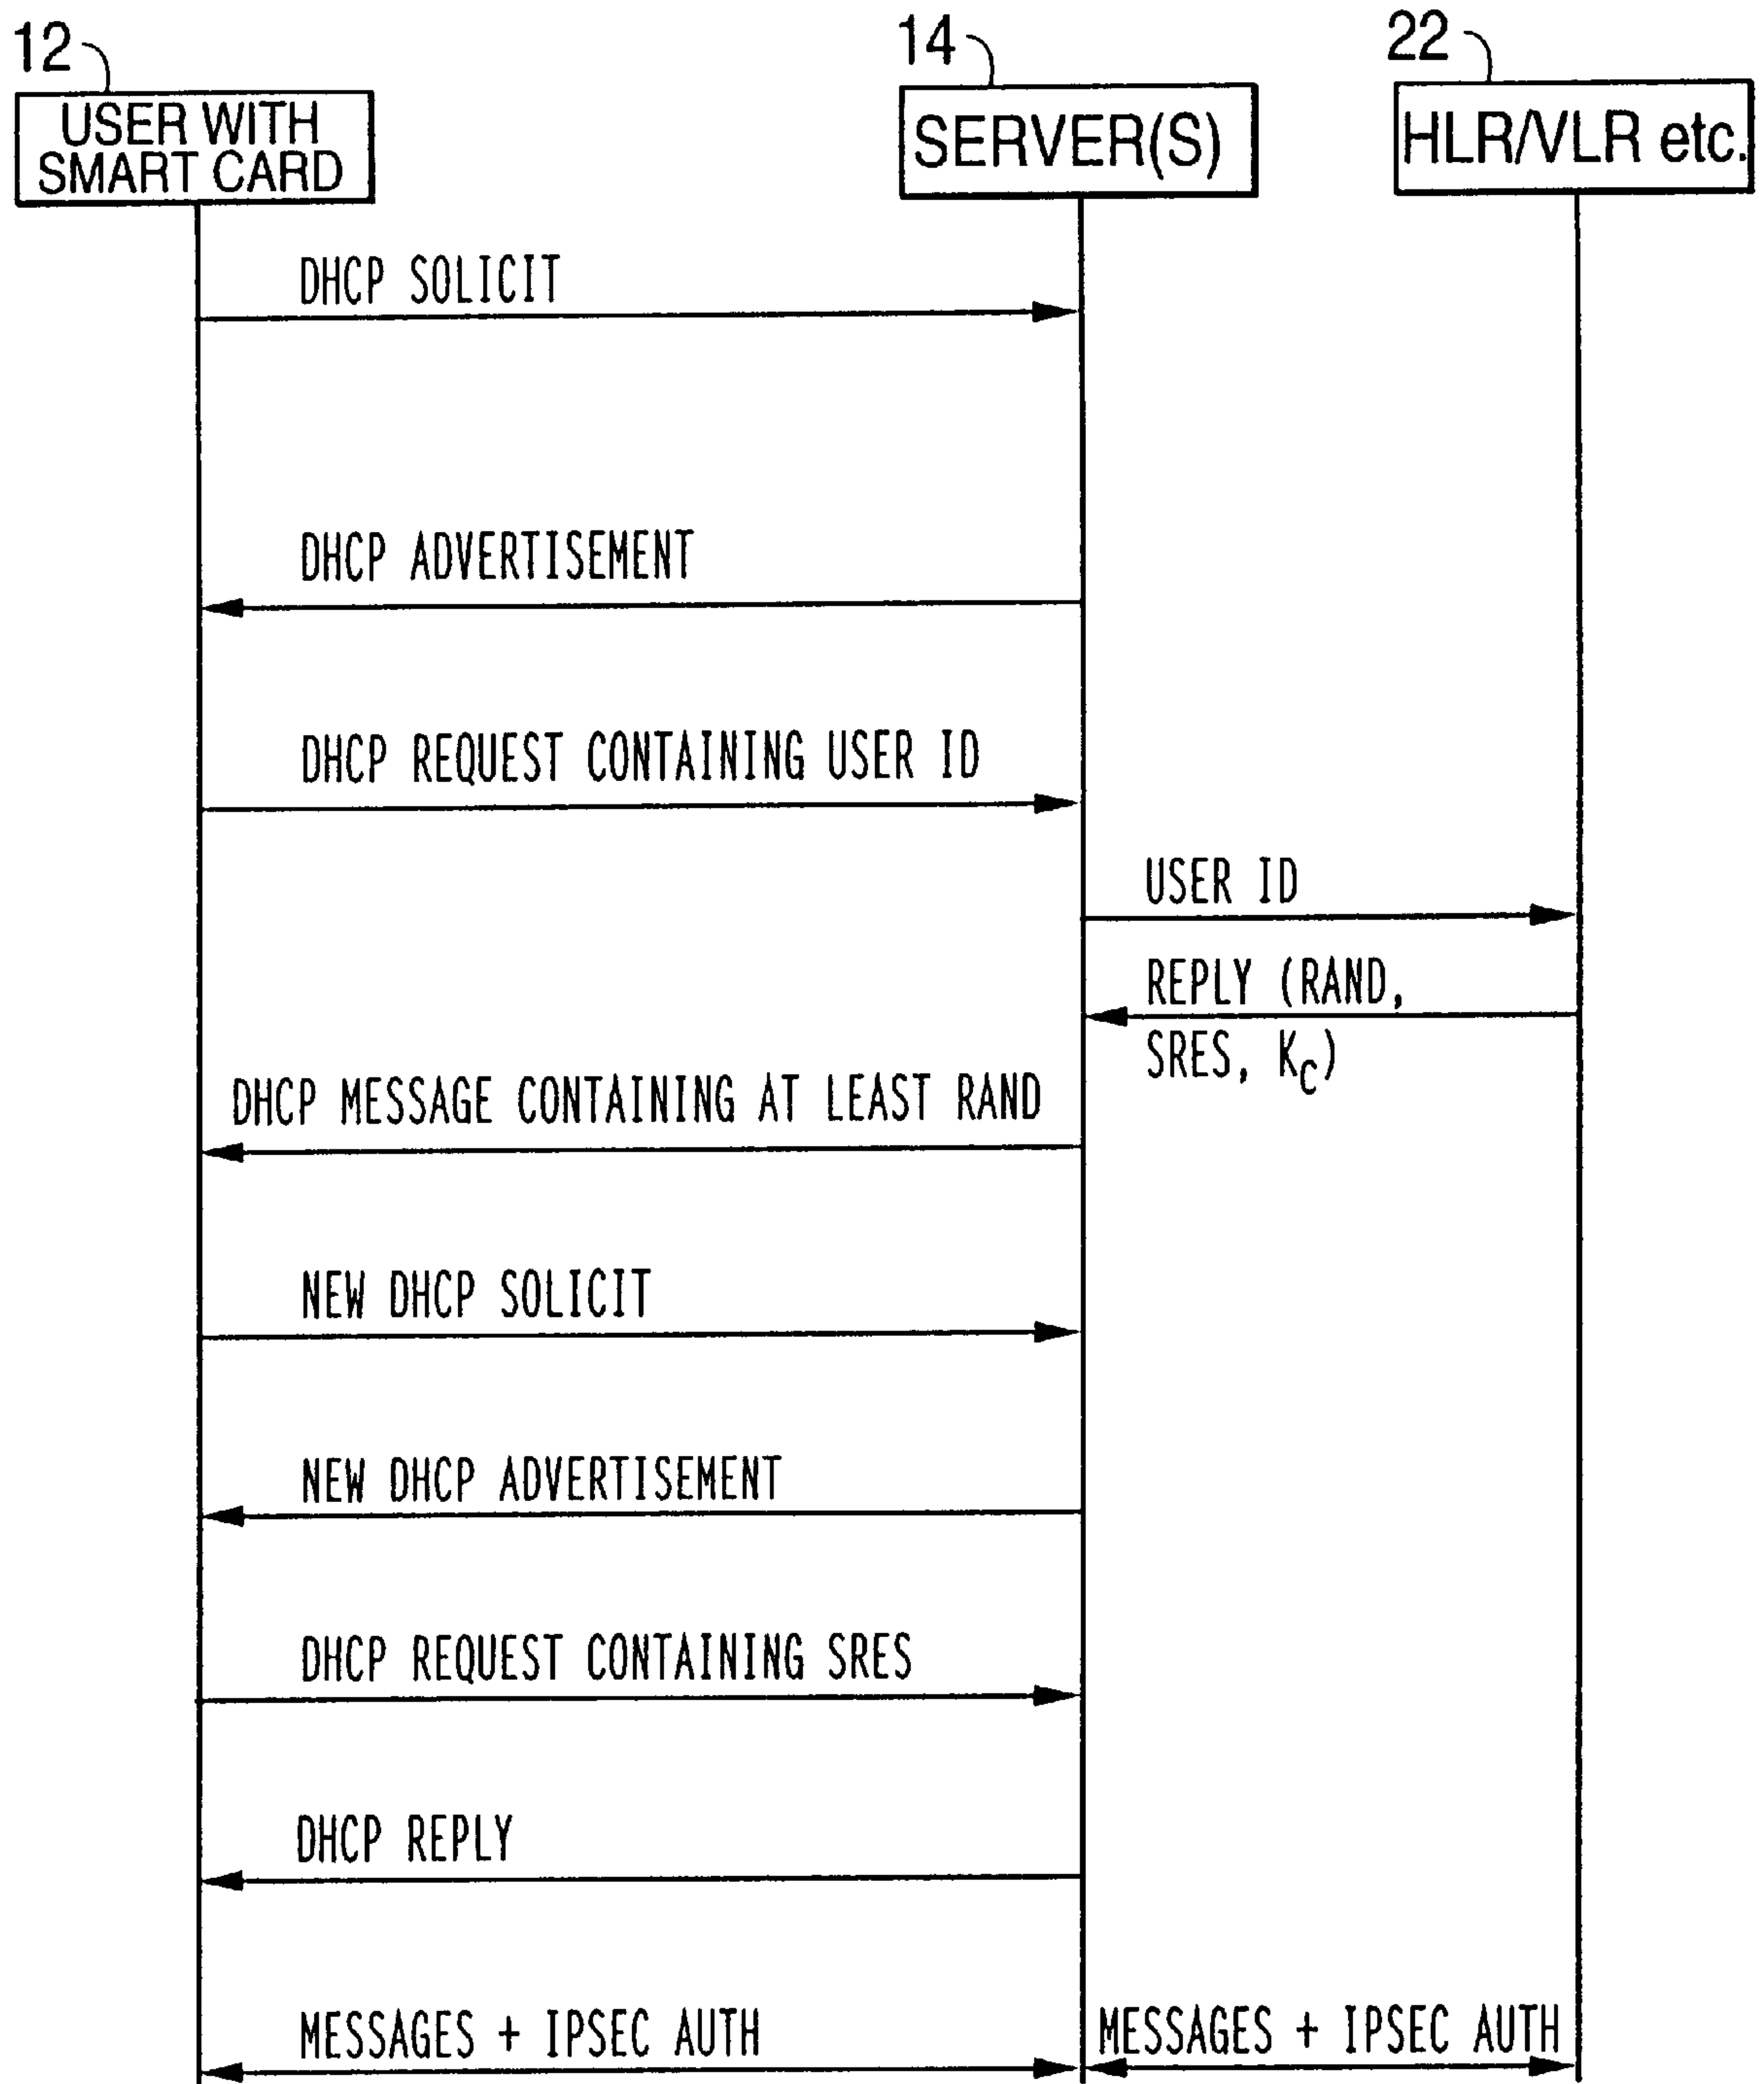 12
14
22
USER WITH
SMART CARD
SERVER(S)
HLR/VLR etc.
DHCP SOLICIT
DHCP ADVERTISEMENT
DHCP REQUEST CONTAINING USER ID
USER ID
REPLY (RAND,
SRES, KC)
DHCP MESSAGE CONTAINING AT LEAST RAND
NEW DHCP SOLICIT
NEW DHCP ADVERTISEMENT
DHCP REQUEST CONTAINING SRES
DHCP REPLY
MESSAGES + IPSEC AUTH
MESSAGES + IPSEC AUTH